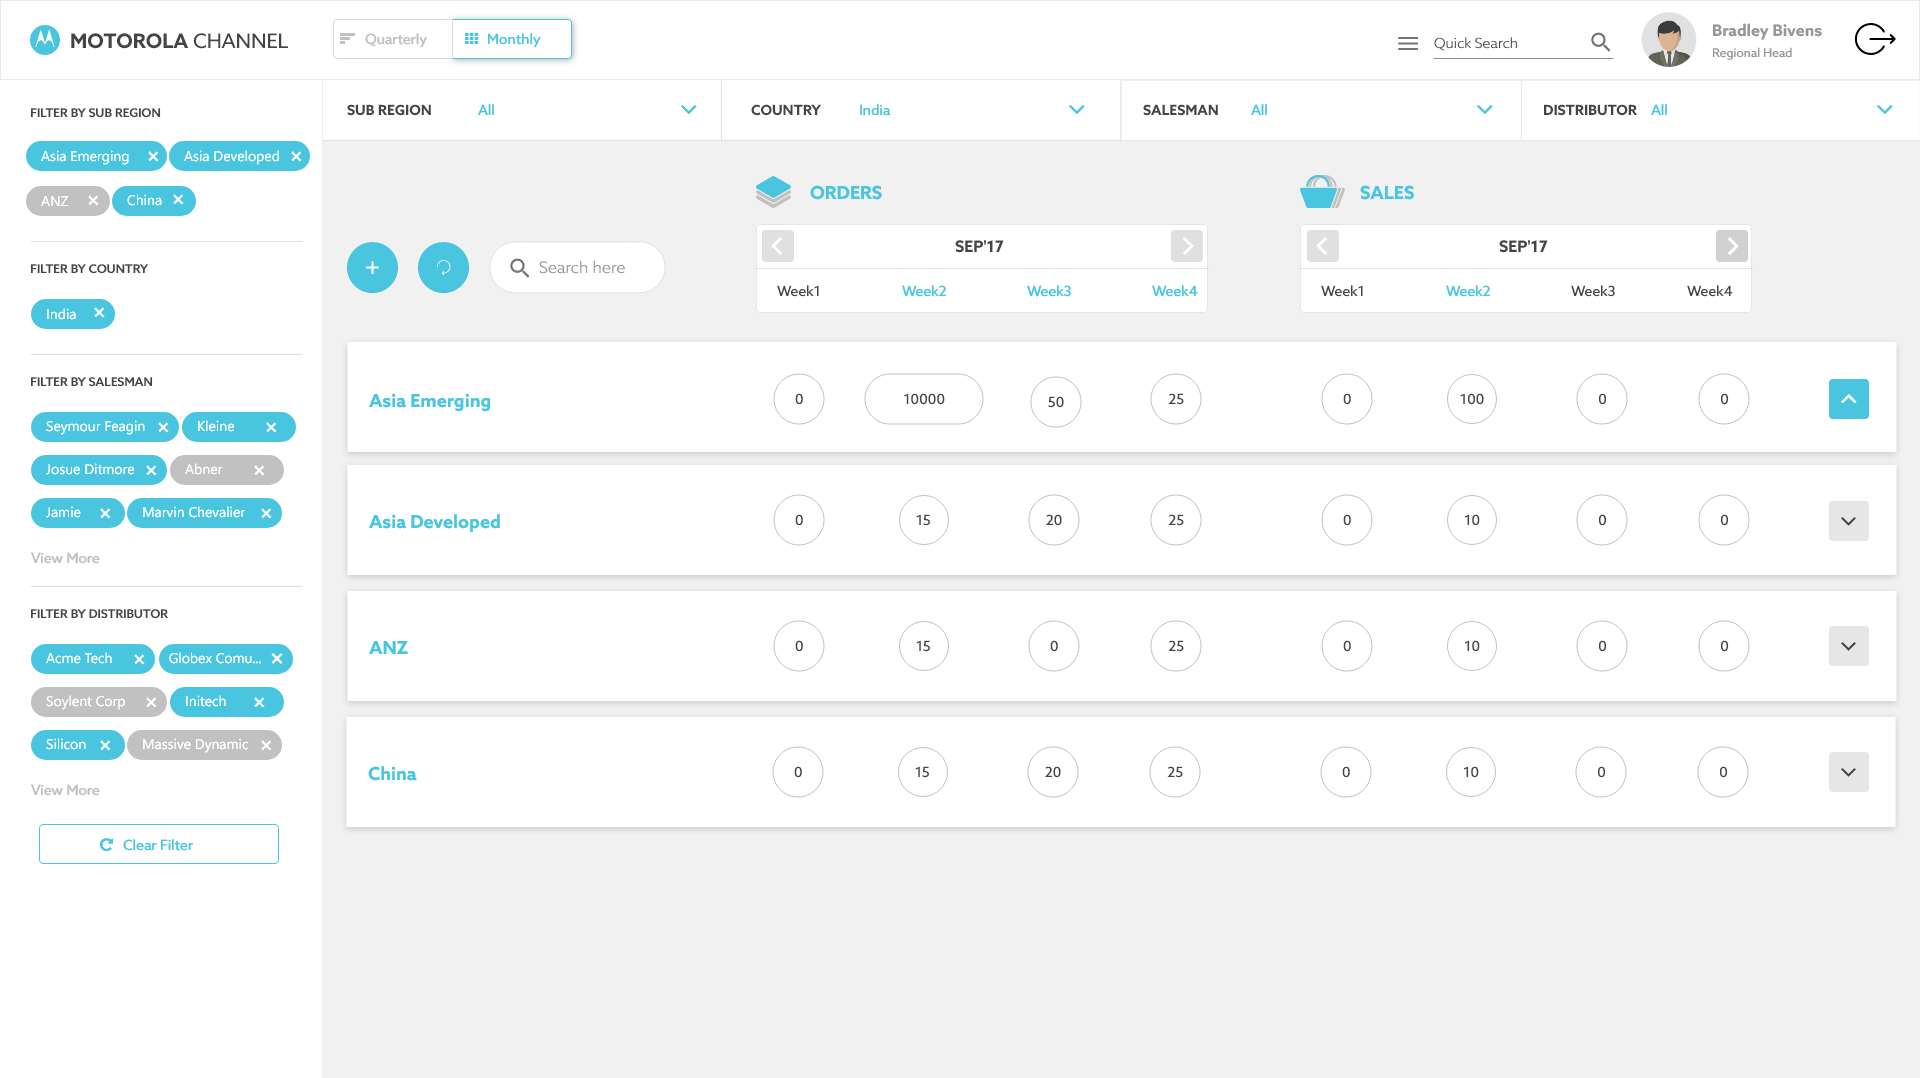 MOTOROLA CHANNEL
Quarterly
Monthly
Quick Search
Bradley Bivens
Regional Head
SUB REGION All
COUNTRY India
SALESMAN All
DISTRIBUTOR All
FILTER BY SUB REGION
Asia Emerging
Asia Developed
ANZ
China
FILTER BY COUNTRY
India
FILTER BY SALESMAN
Seymour Feagin
Kleine
Josue Ditmore
Abner
Jamie
Marvin Chevalier
View More
FILTER BY DISTRIBUTOR
Acme Tech
Globex Comu...
Soylent Corp
Initech
Silicon
Massive Dynamic
View More
Clear Filter
Search here
ORDERS
SEP'17
Week1 Week2 Week3 Week4
SALES
SEP'17
Week1 Week2 Week3 Week4
Asia Emerging 0 10000 50 25 0 100 0 0
Asia Developed 0 15 20 25 0 10 0 0
ANZ 0 15 0 25 0 10 0 0
China 0 15 20 25 0 10 0 0